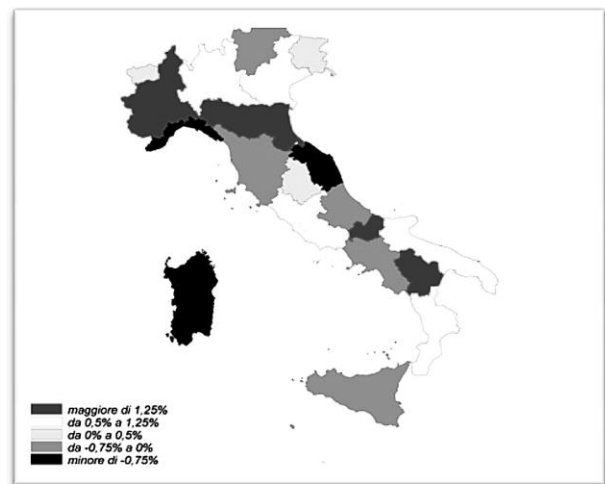 maggiore di 1,25%
da 0,5% a 1,25%
da 0% a 0,5%
da -0,75% a 0%
minore di -0,75%